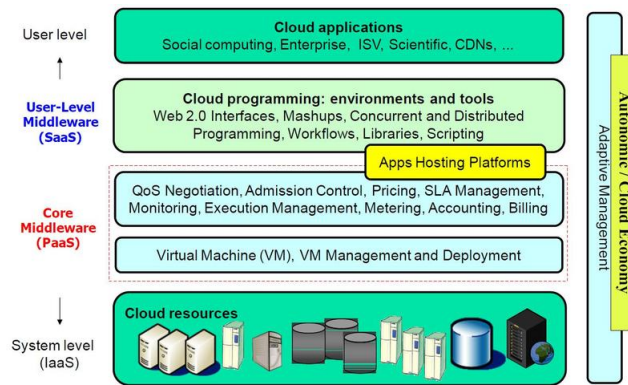 User level
Cloud applications
Social computing, Enterprise, ISV, Scientific, CDNs, ...
User-Level
Middleware
(SaaS)
Cloud programming: environments and tools
Web 2.0 Interfaces, Mashups, Concurrent and Distributed
Programming, Workflows, Libraries, Scripting
Apps Hosting Platforms
Core
Middleware
(PaaS)
QoS Negotiation, Admission Control, Pricing, SLA Management,
Monitoring, Execution Management, Metering, Accounting, Billing
Virtual Machine (VM), VM Management and Deployment
System level
(IaaS)
Cloud resources
Adaptive Management
Autonomic / Cloud Economy